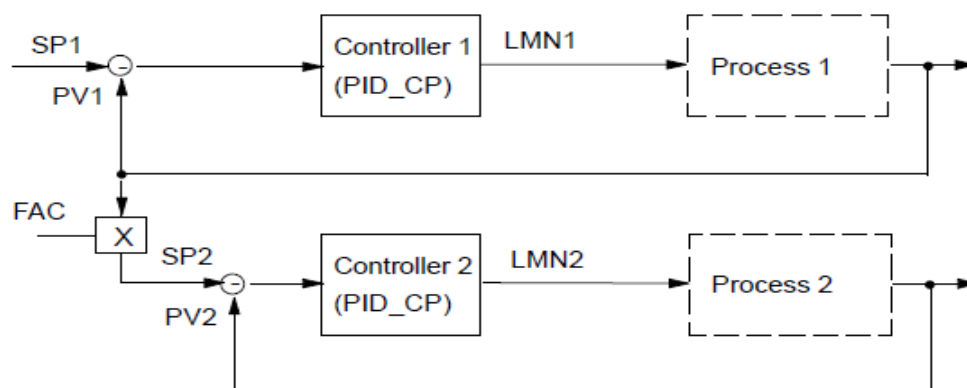 SP1
PV1
Controller 1
(PID_CP)
LMN1
Process 1
FAC
X
SP2
PV2
Controller 2
(PID_CP)
LMN2
Process 2